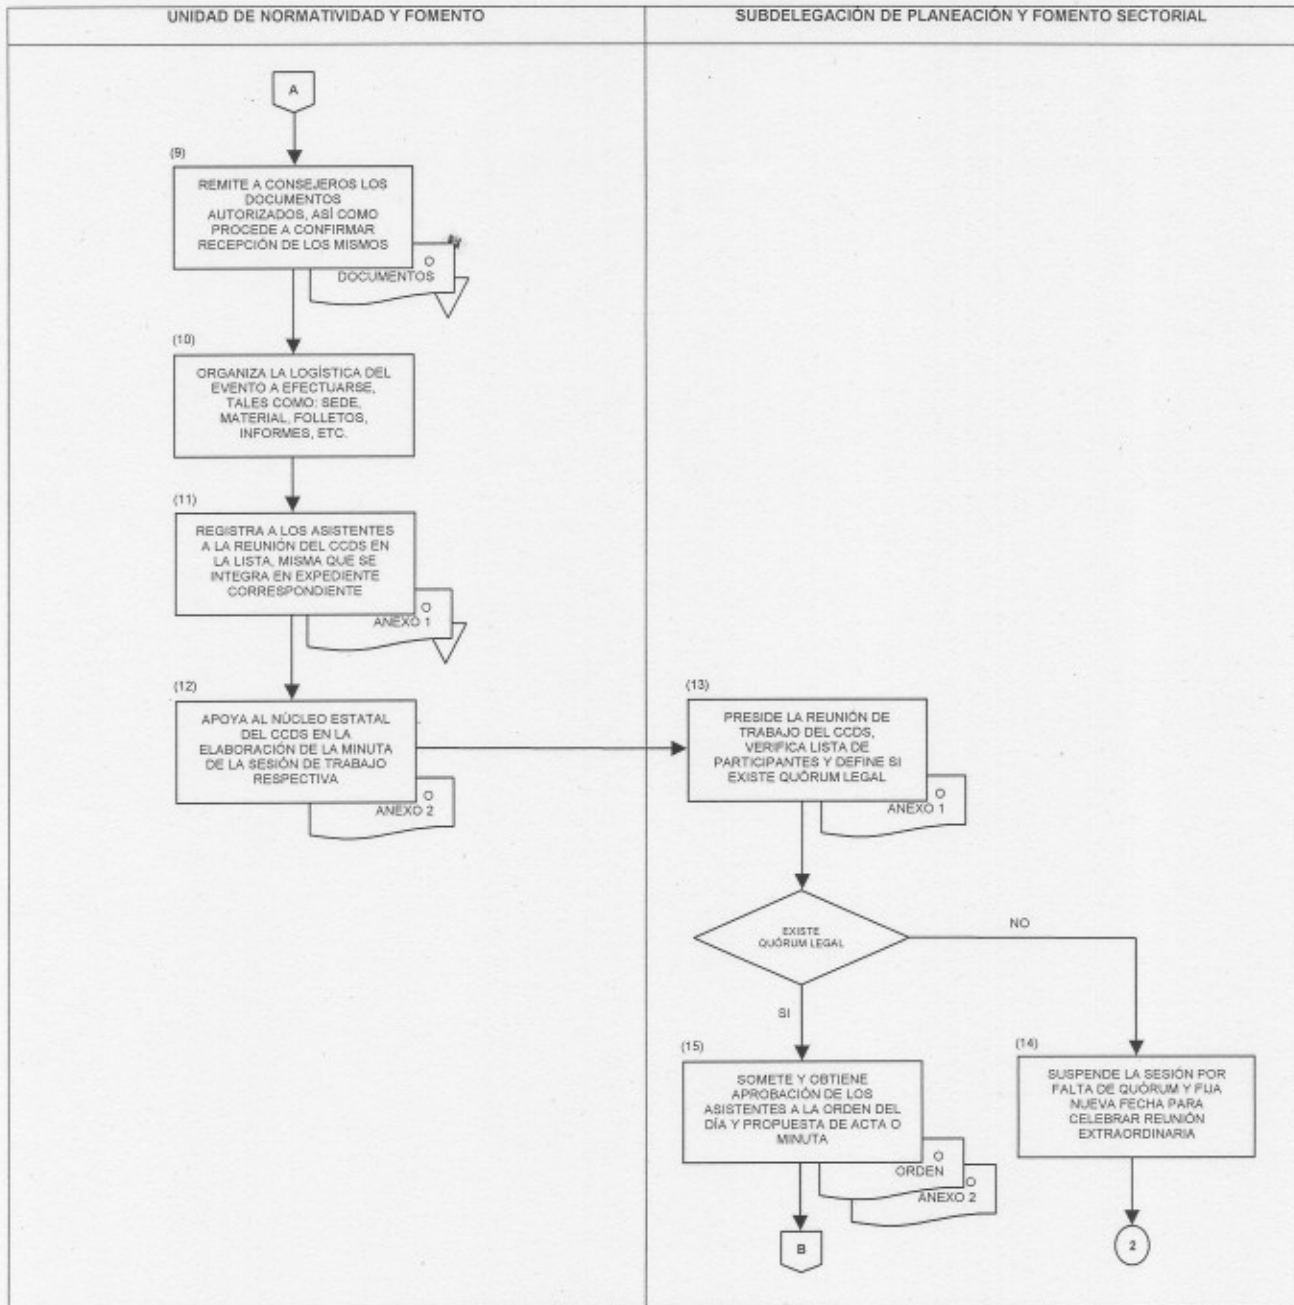 UNIDAD DE NORMATIVIDAD Y FOMENTO
SUBDELEGACIÓN DE PLANEACIÓN Y FOMENTO SECTORIAL
A
(9)
REMITE A CONSEJEROS LOS
DOCUMENTOS
AUTORIZADOS, ASÍ COMO
PROCEDE A CONFIRMAR
RECEPCIÓN DE LOS MISMOS
O
DOCUMENTOS
(10)
ORGANIZA LA LOGÍSTICA DEL
EVENTO A EFECTUARSE,
TALES COMO: SEDE,
MATERIAL, FOLLETOS,
INFORMES, ETC.
(11)
REGISTRA A LOS ASISTENTES
A LA REUNIÓN DEL CCDS EN
LA LISTA, MISMA QUE SE
INTEGRA EN EXPEDIENTE
CORRESPONDIENTE
O
ANEXO 1
(12)
APOYA AL NÚCLEO ESTATAL
DEL CCDS EN LA
ELABORACIÓN DE LA MINUTA
DE LA SESIÓN DE TRABAJO
RESPECTIVA
O
ANEXO 2
(13)
PRESIDE LA REUNIÓN DE
TRABAJO DEL CCDS,
VERIFICA LISTA DE
PARTICIPANTES Y DEFINE SI
EXISTE QUÓRUM LEGAL
O
ANEXO 1
EXISTE
QUÓRUM LEGAL
NO
SI
(15)
SOMETE Y OBTIENE
APROBACIÓN DE LOS
ASISTENTES A LA ORDEN DEL
DÍA Y PROPUESTA DE ACTA O
MINUTA
O
ORDEN
O
ANEXO 2
B
(14)
SUSPENDE LA SESIÓN POR
FALTA DE QUÓRUM Y FIJA
NUEVA FECHA PARA
CELEBRAR REUNIÓN
EXTRAORDINARIA
2